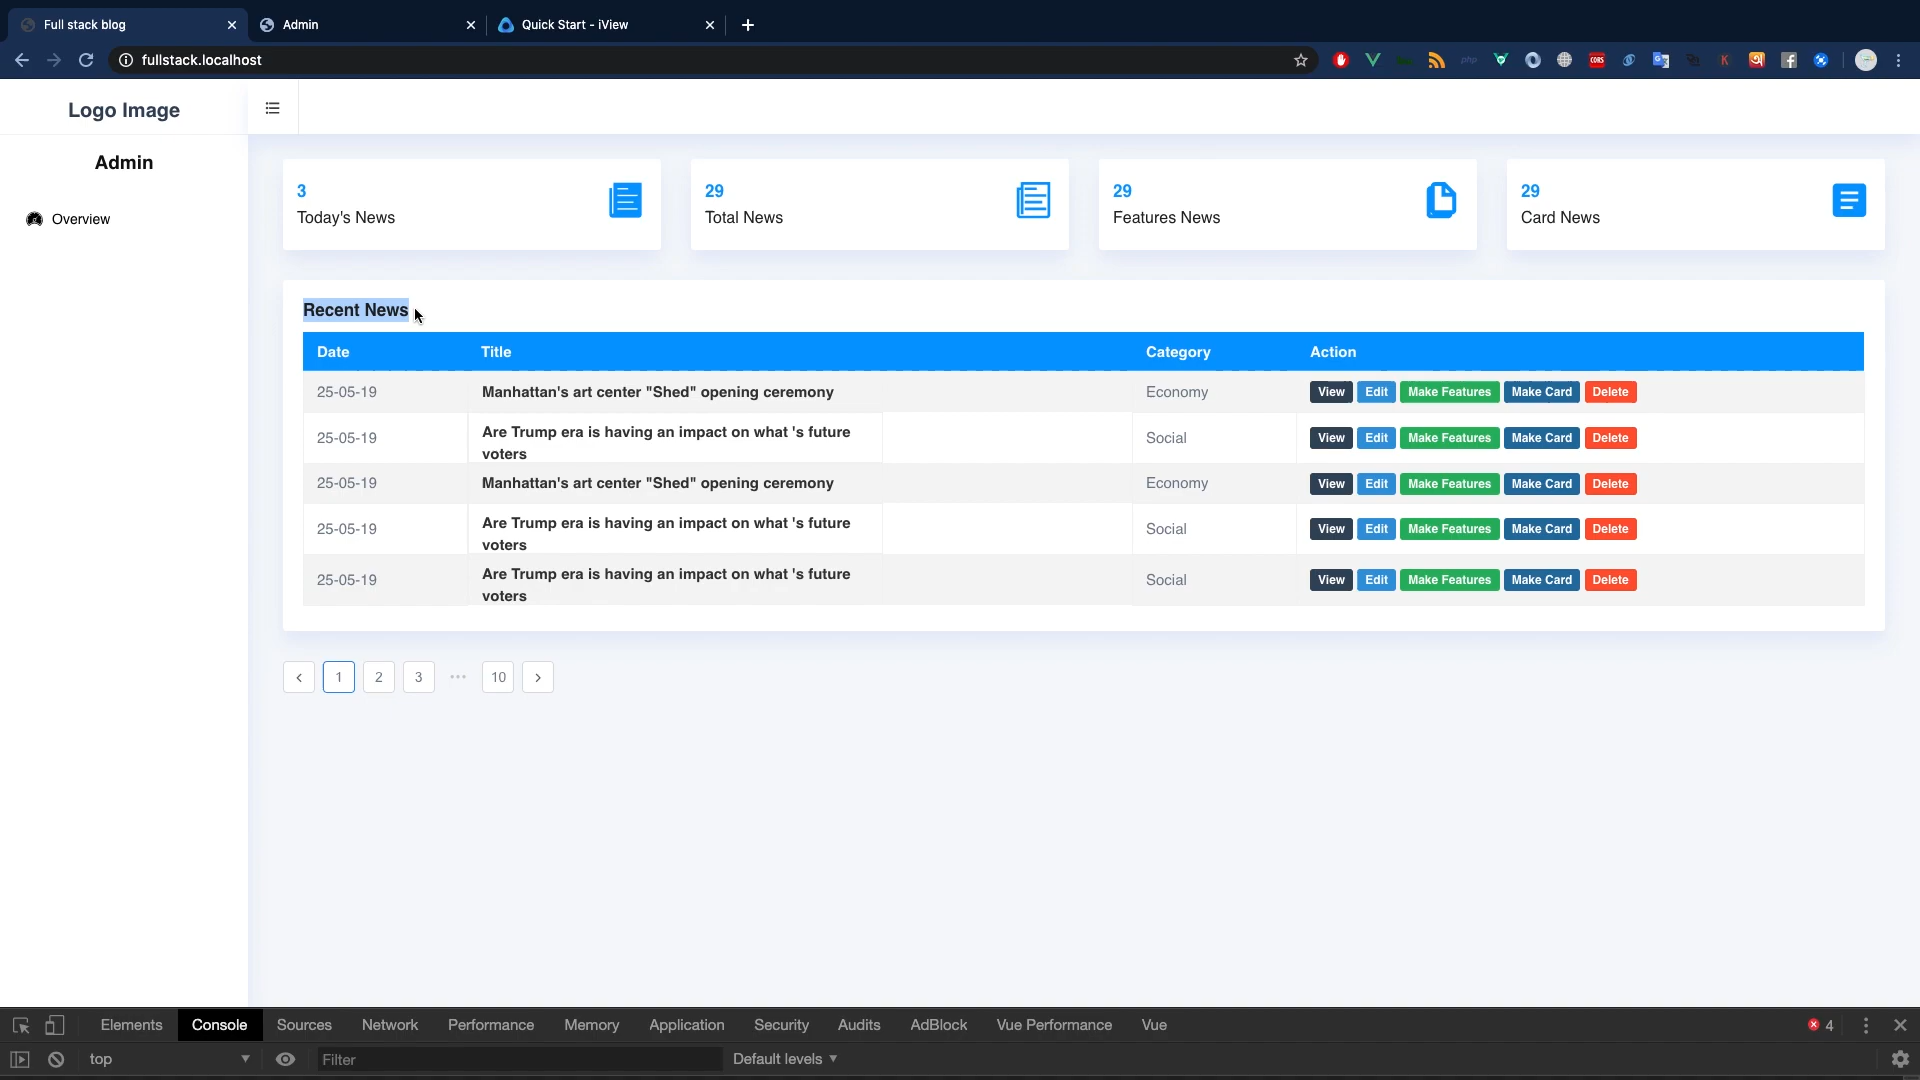 Full stack blog
Admin
Quick Start - iView
fullstack.localhost
Logo Image
Admin
Overview
3
Today's News
29
Total News
29
Features News
29
Card News
Recent News
Date Title Category Action
25-05-19 Manhattan's art center "Shed" opening ceremony Economy View Edit Make Features Make Card Delete
25-05-19 Are Trump era is having an impact on what 's future
voters Social View Edit Make Features Make Card Delete
25-05-19 Manhattan's art center "Shed" opening ceremony Economy View Edit Make Features Make Card Delete
25-05-19 Are Trump era is having an impact on what 's future
voters Social View Edit Make Features Make Card Delete
25-05-19 Are Trump era is having an impact on what 's future
voters Social View Edit Make Features Make Card Delete
1 2 3 ••• 10
Elements Console Sources Network Performance Memory Application Security Audits AdBlock Vue Performance Vue 4
top Filter Default levels